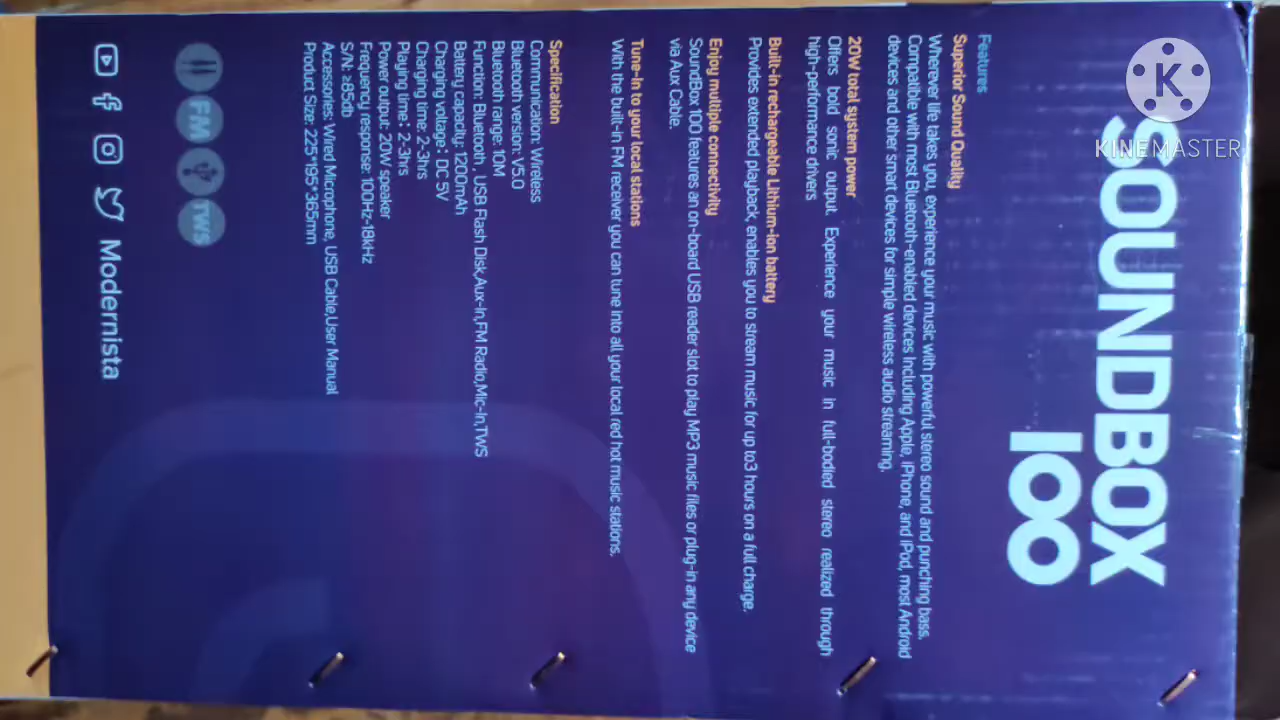 SOUNDBOX
100
KINEMASTER
Features
Superior Sound Quality
Wherever life takes you, experience your music with powerful stereo sound and punching bass.
Compatible with most Bluetooth-enabled devices Including Apple, iPhone, and iPod, most Android
devices and other smart devices for simple wireless audio streaming.
20W total system power
Offers bold sonic output. Experience your music in full-bodied stereo realized through
high-performance drivers
Built-in rechargeable Lithium-ion battery
Provides extended playback, enables you to stream music for up to3 hours on a full charge.
Enjoy multiple connectivity
SoundBox 100 features an on-board USB reader slot to play MP3 music files or plug-in any device
via Aux Cable.
Tune-In to your local stations
With the built-in FM receiver you can tune into all your local red hot music stations.
Specification
Communication: Wireless
Bluetooth version: V5.0
Bluetooth range: 10M
Function: Bluetooth, USB Flash Disk,Aux-In,FM Radio,Mic-In,TWS
Battery capacity: 1200mAh
Charging voltage : DC 5V
Charging time: 2-3hrs
Playing time: 2-3hrs
Power output: 20W speaker
Frequency response: 100Hz-18kHz
S/N: ≥85db
Accessories: Wired Microphone, USB Cable,User Manual
Product Size: 225*195*365mm
FM
TWS
Modernista